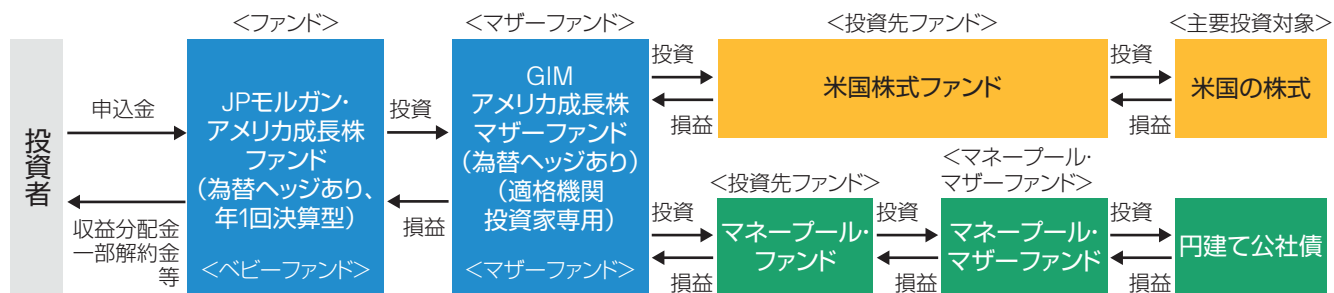 <ファンド>
<マザーファンド>
<投資先ファンド>
<主要投資対象>
投資者
申込金
収益分配金
一部解約金
等
JPモルガン・
アメリカ成長株
ファンド
(為替ヘッジあり、
年1回決算型)
<ベビーファンド>
投資
損益
GIM
アメリカ成長株
マザーファンド
(為替ヘッジあり)
(適格機関
投資家専用)
<マザーファンド>
投資
損益
米国株式ファンド
投資
損益
米国の株式
<投資先ファンド>
<マネープール・
マザーファンド>
投資
損益
マネープール・
ファンド
投資
損益
マネープール・
マザーファンド
投資
損益
円建て公社債